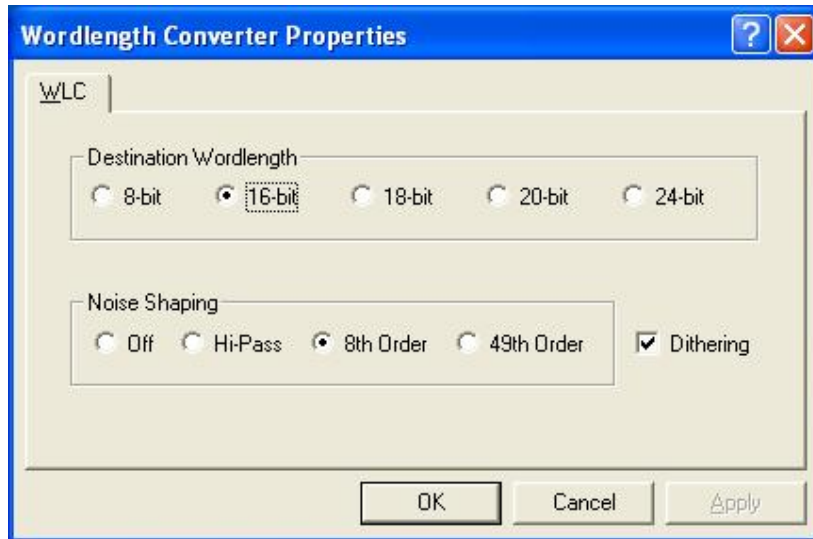 Wordlength Converter Properties
WLC
Destination Wordlength
8-bit 16-bit 18-bit 20-bit 24-bit
Noise Shaping
Off Hi-Pass 8th Order 49th Order Dithering
OK Cancel Apply